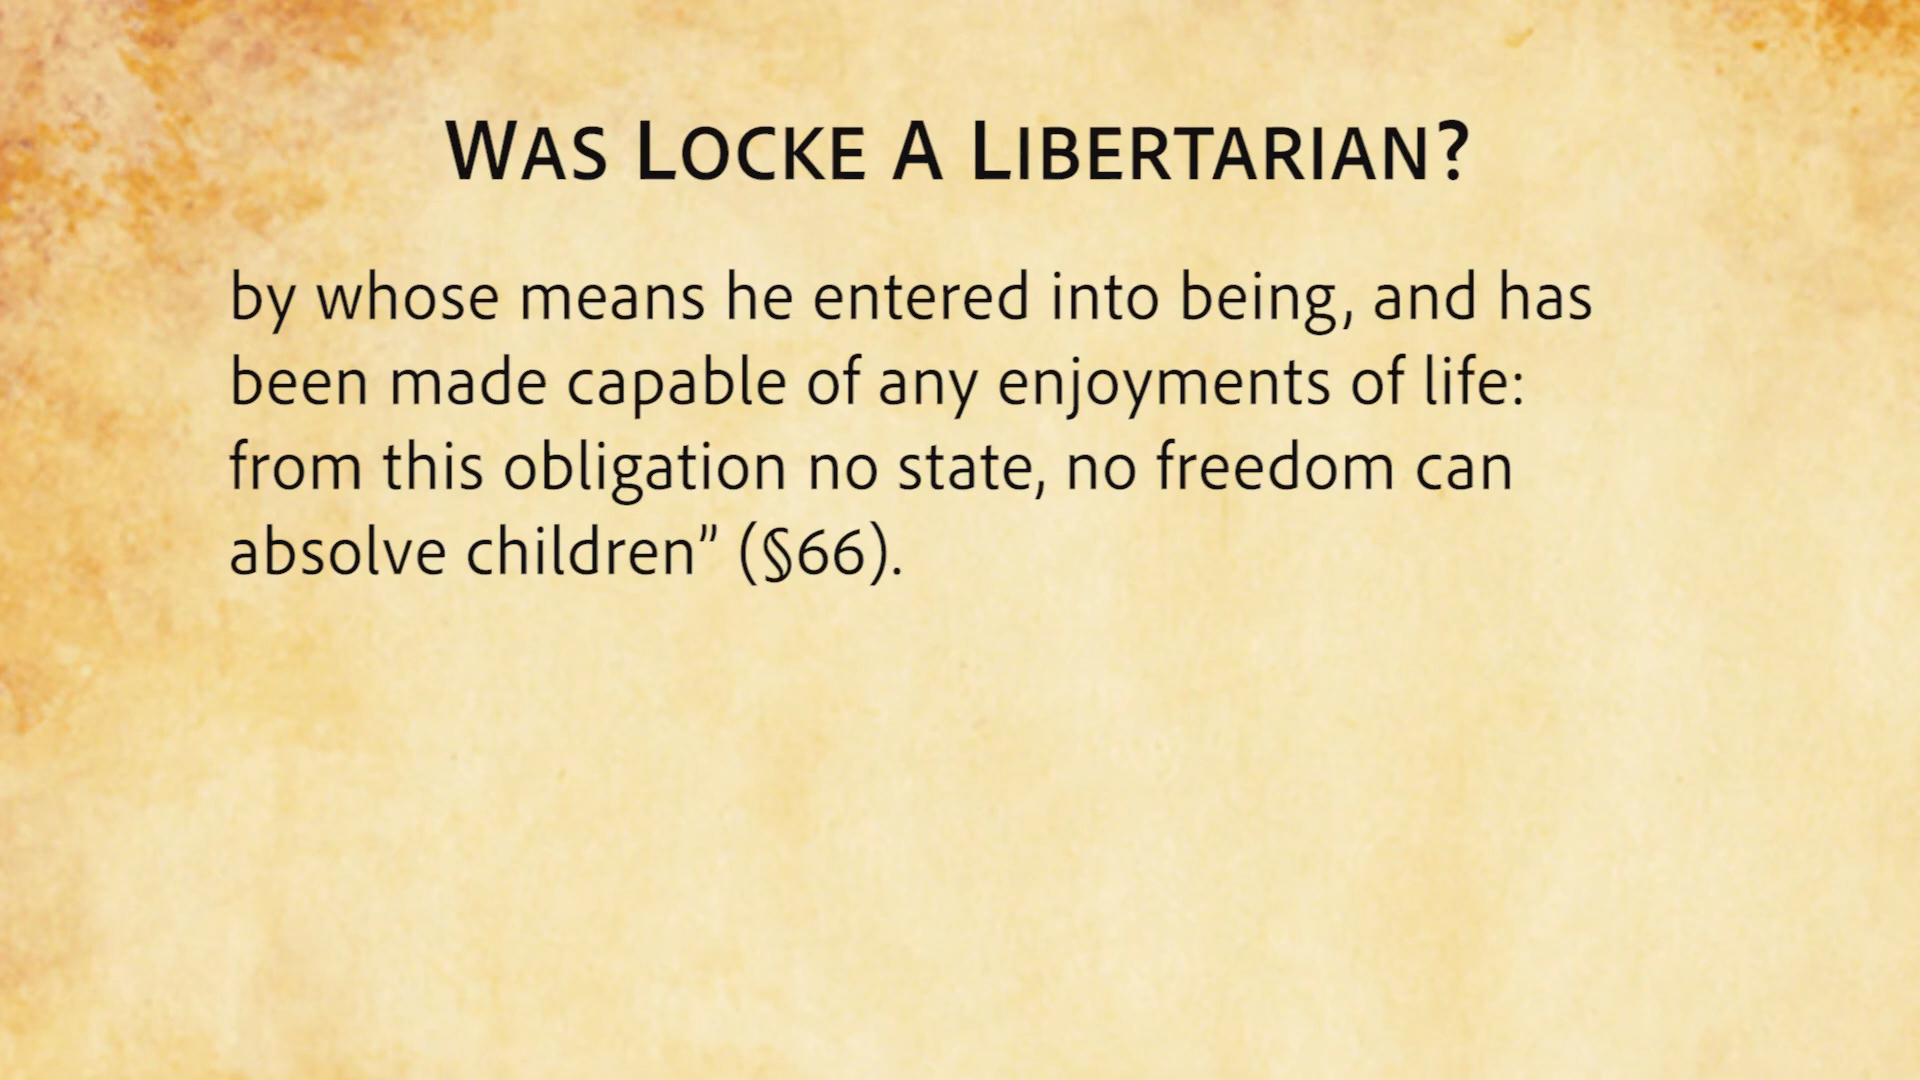 WAS LOCKE A LIBERTARIAN?
by whose means he entered into being, and has
been made capable of any enjoyments of life:
from this obligation no state, no freedom can
absolve children” (§66).